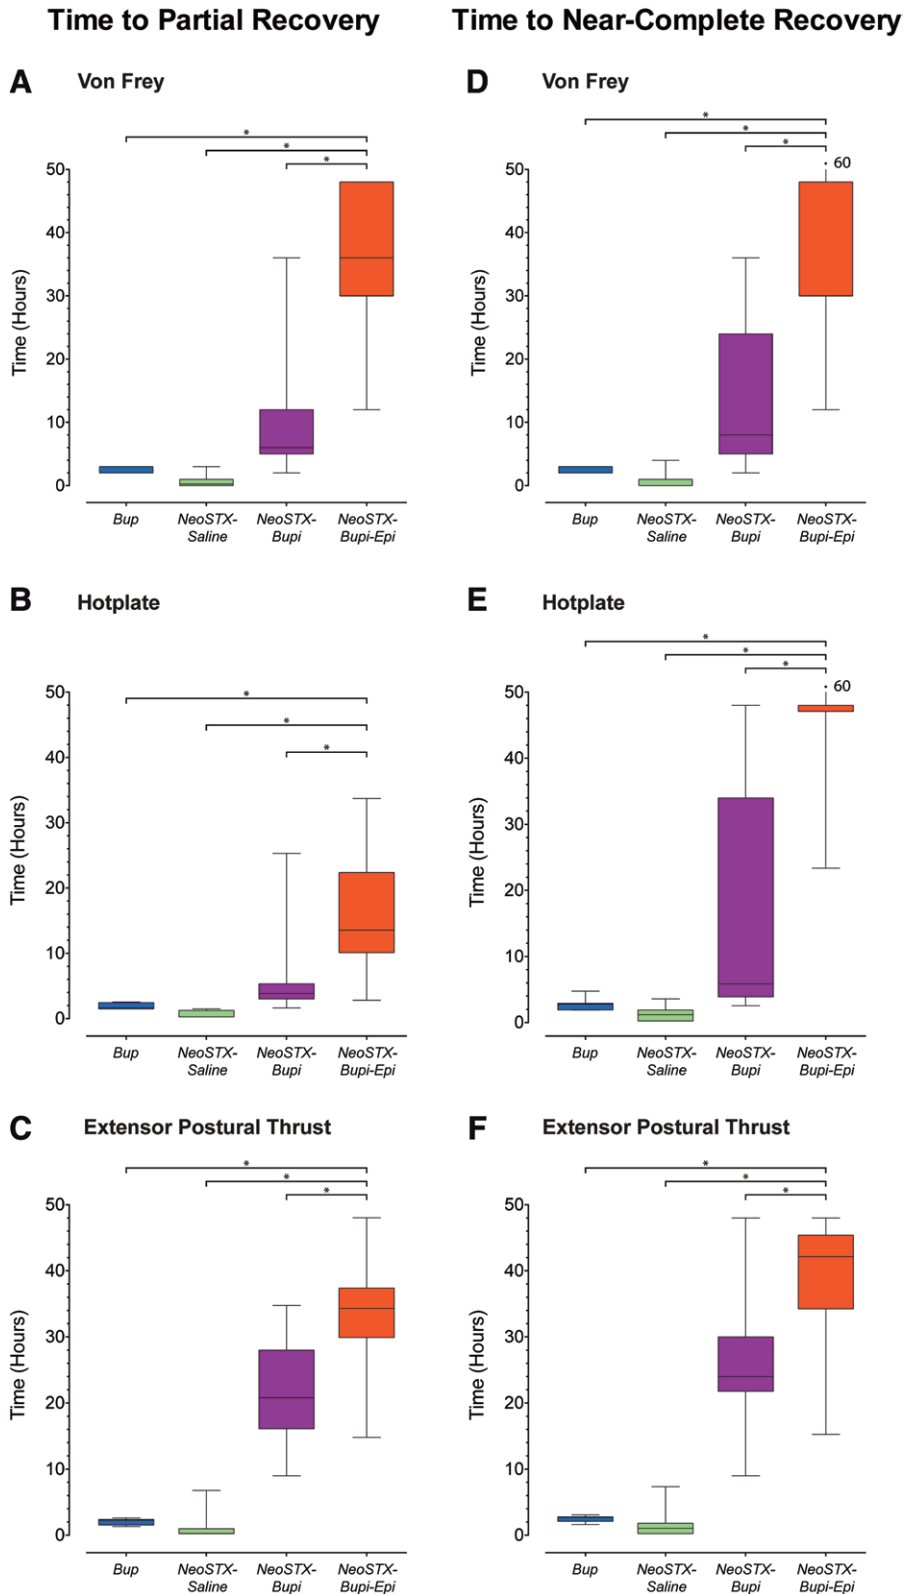 Time to Partial Recovery
Time to Near-Complete Recovery
A Von Frey
* 
*
*
50
40
30
20
10
0
Time (Hours)
Bup
NeoSTX-
Saline
NeoSTX-
Bupi
NeoSTX-
Bupi-Epi
D Von Frey
*
*
*
60
50
40
30
20
10
0
Time (Hours)
Bup
NeoSTX-
Saline
NeoSTX-
Bupi
NeoSTX-
Bupi-Epi
B Hotplate
*
*
*
50
40
30
20
10
0
Time (Hours)
Bup
NeoSTX-
Saline
NeoSTX-
Bupi
NeoSTX-
Bupi-Epi
E Hotplate
*
*
*
60
50
40
30
20
10
0
Time (Hours)
Bup
NeoSTX-
Saline
NeoSTX-
Bupi
NeoSTX-
Bupi-Epi
C Extensor Postural Thrust
*
*
*
50
40
30
20
10
0
Time (Hours)
Bup
NeoSTX-
Saline
NeoSTX-
Bupi
NeoSTX-
Bupi-Epi
F Extensor Postural Thrust
*
*
*
50
40
30
20
10
0
Time (Hours)
Bup
NeoSTX-
Saline
NeoSTX-
Bupi
NeoSTX-
Bupi-Epi